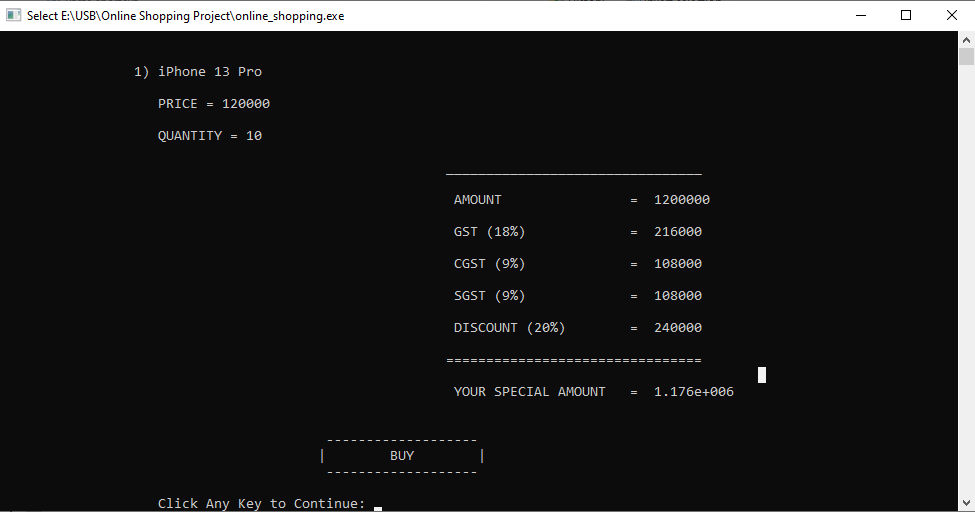 Select E:\USB\Online Shopping Project\online_shopping.exe
1) iPhone 13 Pro
PRICE = 120000
QUANTITY = 10
________________________________
AMOUNT = 1200000
GST (18%) = 216000
CGST (9%) = 108000
SGST (9%) = 108000
DISCOUNT (20%) = 240000
================================
YOUR SPECIAL AMOUNT = 1.176e+006
-------------------
| BUY |
-------------------
Click Any Key to Continue: